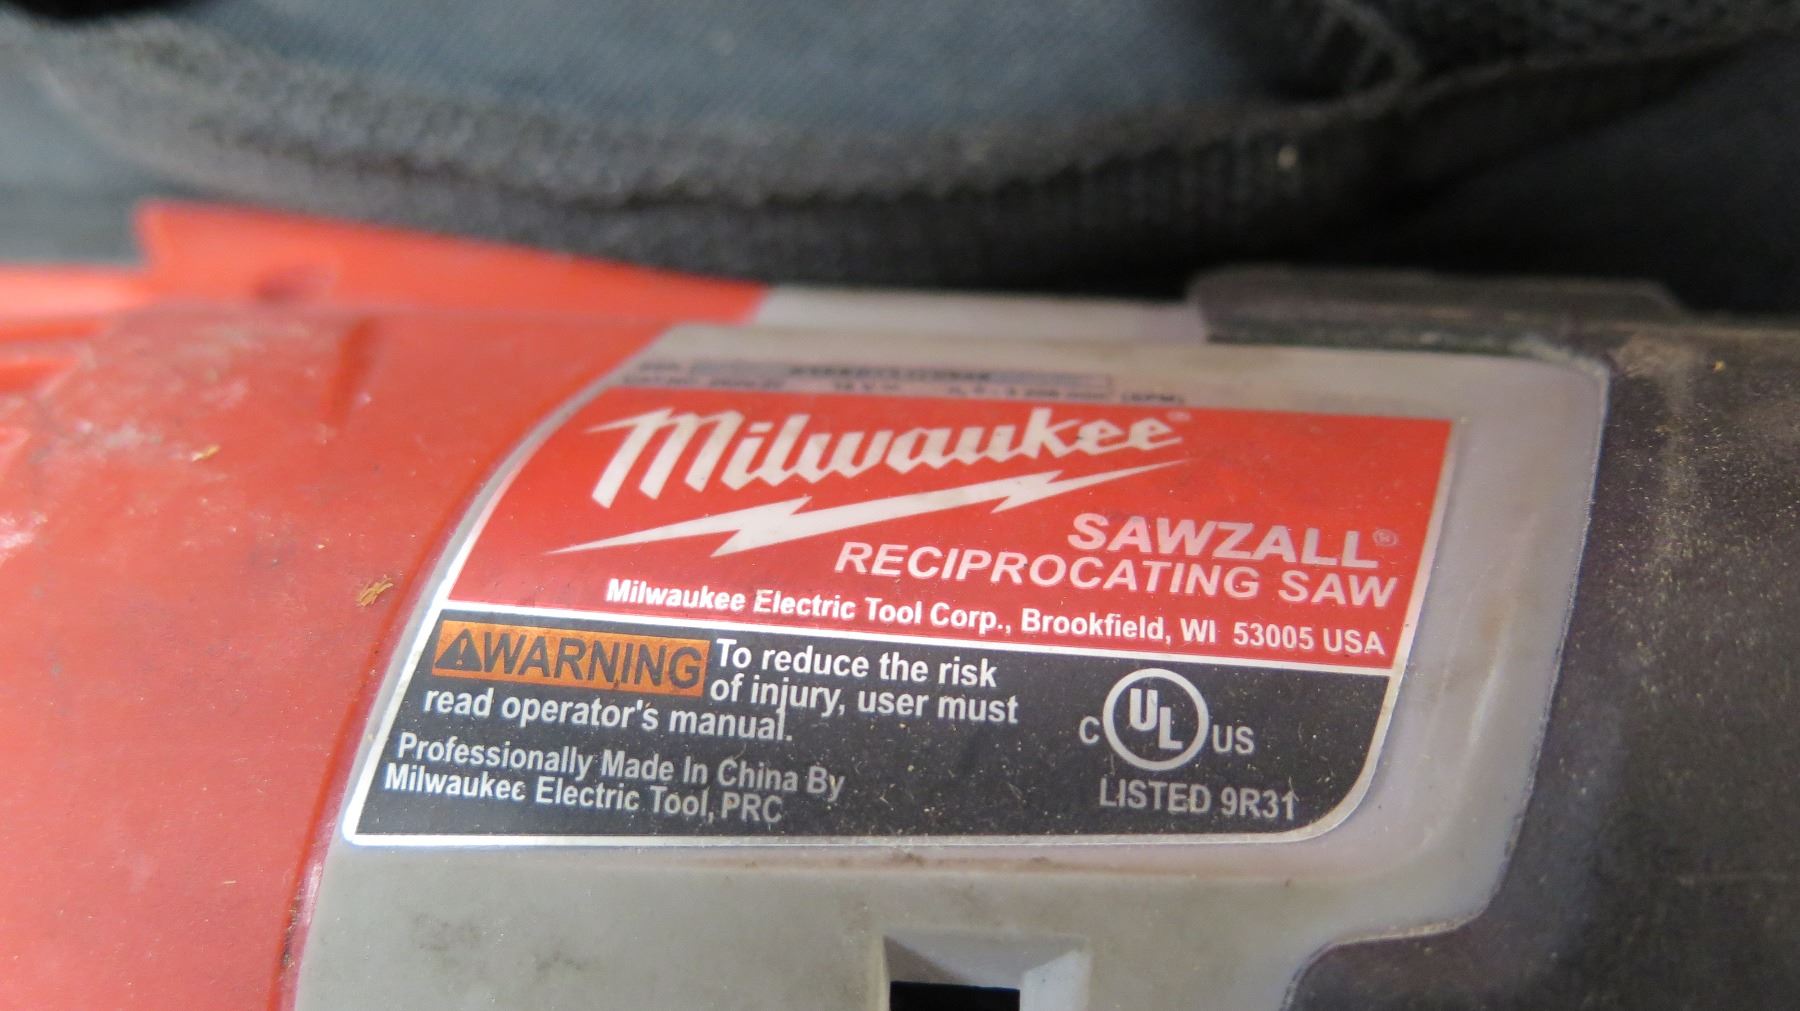 Milwaukee®
SAWZALL®
RECIPROCATING SAW
Milwaukee Electric Tool Corp., Brookfield, WI 53005 USA
⚠WARNING To reduce the risk
of injury, user must
read operator's manual.
Professionally Made In China By
Milwaukee Electric Tool, PRC
C UL US
LISTED 9R31